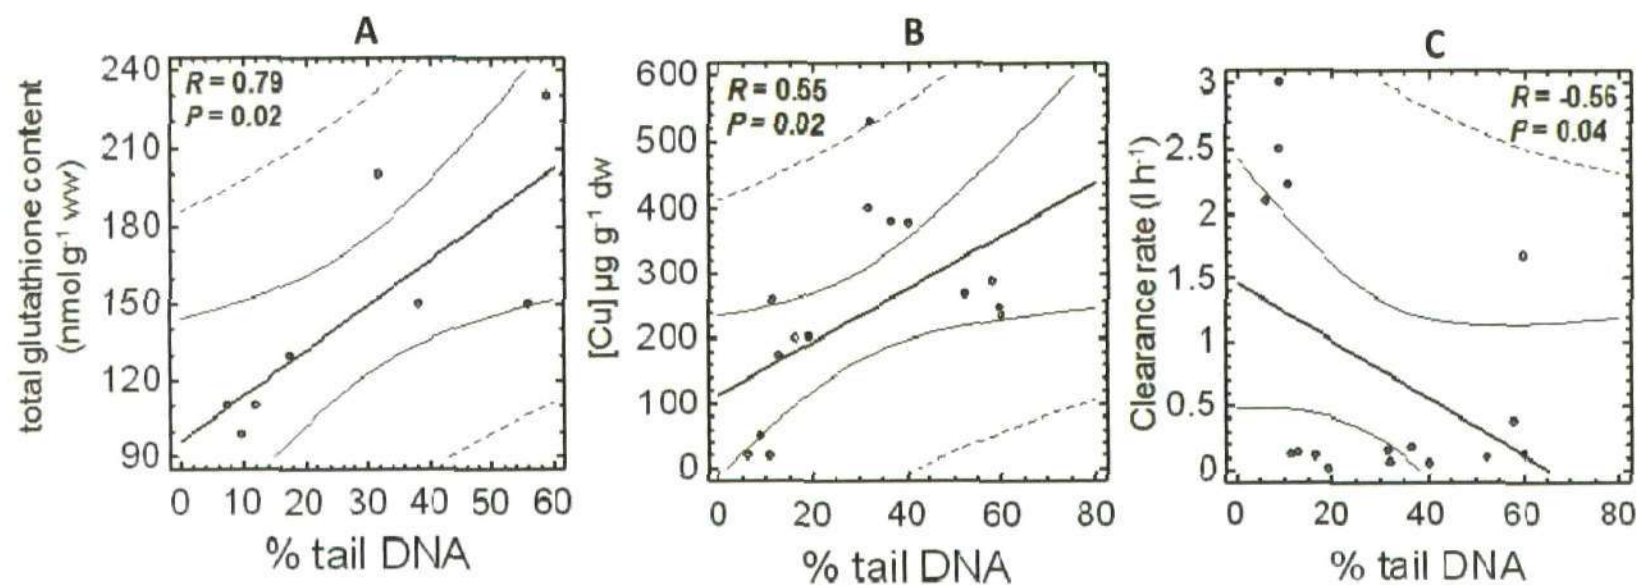 A
total glutathione content
(nmol g⁻¹ ww)
240
210
180
150
120
90
R = 0.79
P = 0.02
0 10 20 30 40 50 60
% tail DNA
B
[Cu] µg g⁻¹ dw
600
500
400
300
200
100
0
R = 0.55
P = 0.02
0 20 40 60 80
% tail DNA
C
Clearance rate (l h⁻¹)
3
2.5
2
1.5
1
0.5
0
R = -0.56
P = 0.04
0 20 40 60 80
% tail DNA